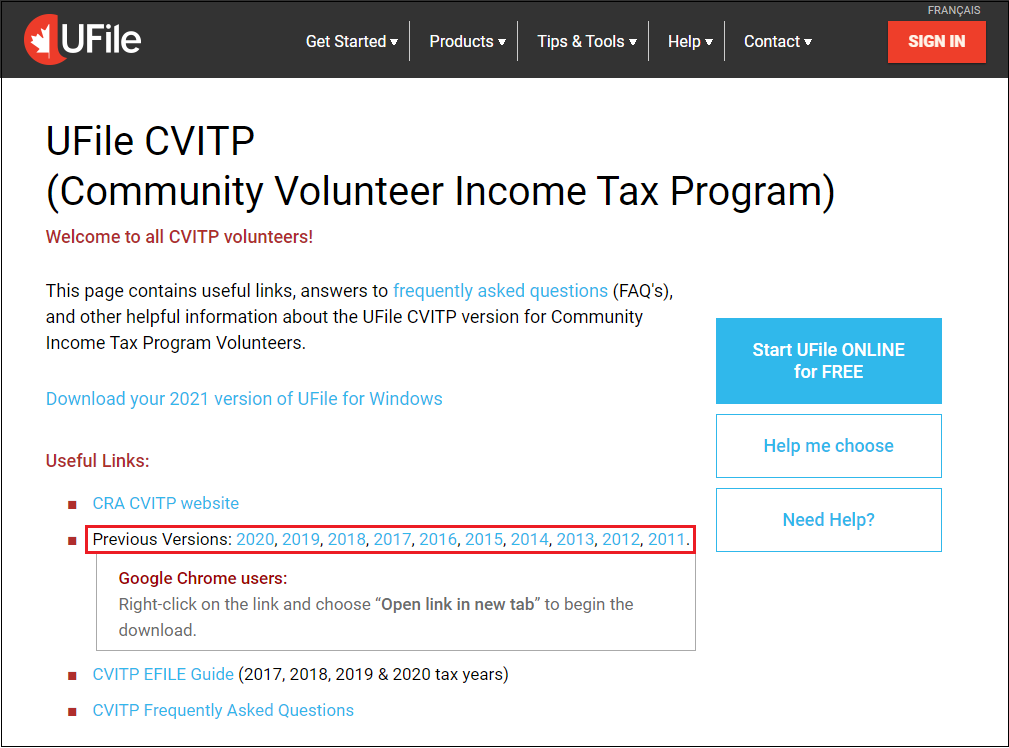 FRANÇAIS
UFile
Get Started ▾ Products ▾ Tips & Tools ▾ Help ▾ Contact ▾ SIGN IN
UFile CVITP
(Community Volunteer Income Tax Program)
Welcome to all CVITP volunteers!
This page contains useful links, answers to frequently asked questions (FAQ's),
and other helpful information about the UFile CVITP version for Community
Income Tax Program Volunteers.
Download your 2021 version of UFile for Windows
Useful Links:
CRA CVITP website
Previous Versions: 2020, 2019, 2018, 2017, 2016, 2015, 2014, 2013, 2012, 2011.
Google Chrome users:
Right-click on the link and choose “Open link in new tab” to begin the
download.
CVITP EFILE Guide (2017, 2018, 2019 & 2020 tax years)
CVITP Frequently Asked Questions
Start UFile ONLINE
for FREE
Help me choose
Need Help?